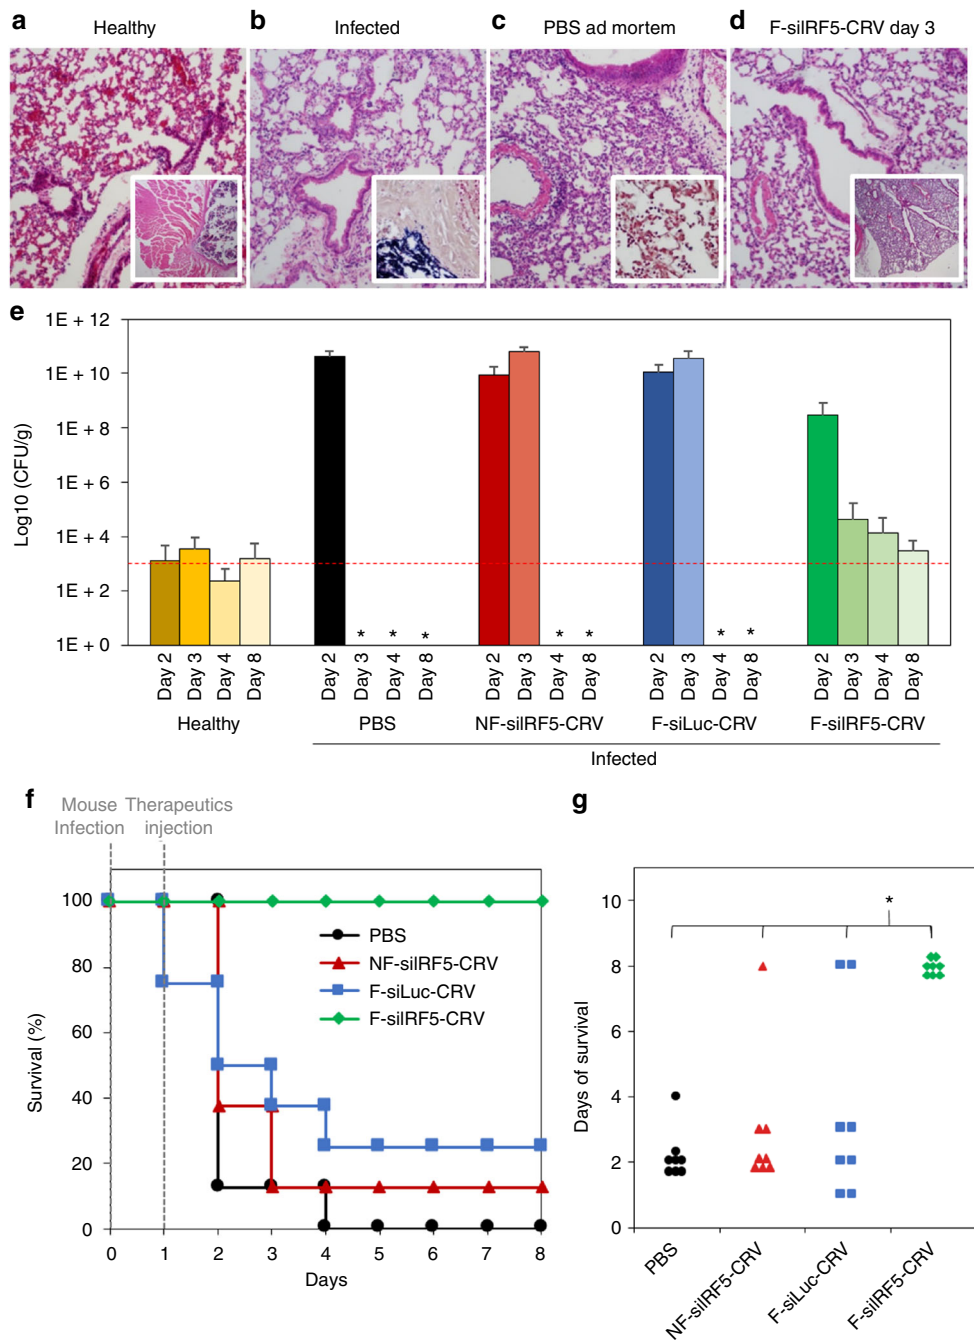 a Healthy
b Infected
c PBS ad mortem
d F-siIRF5-CRV day 3
e
Log10 (CFU/g)
1E + 12
1E + 10
1E + 8
1E + 6
1E + 4
1E + 2
1E + 0
* * *
* *
* *
Day 2 Day 3 Day 4 Day 8
Day 2 Day 3 Day 4 Day 8
Day 2 Day 3 Day 4 Day 8
Day 2 Day 3 Day 4 Day 8
Day 2 Day 3 Day 4 Day 8
Healthy PBS NF-siIRF5-CRV F-siLuc-CRV F-siIRF5-CRV
Infected
f
Mouse Infection
Therapeutics injection
Survival (%)
100
80
60
40
20
0
PBS
NF-siIRF5-CRV
F-siLuc-CRV
F-siIRF5-CRV
0 1 2 3 4 5 6 7 8
Days
g
Days of survival
10
8
6
4
2
0
*
PBS
NF-siIRF5-CRV
F-siLuc-CRV
F-siIRF5-CRV